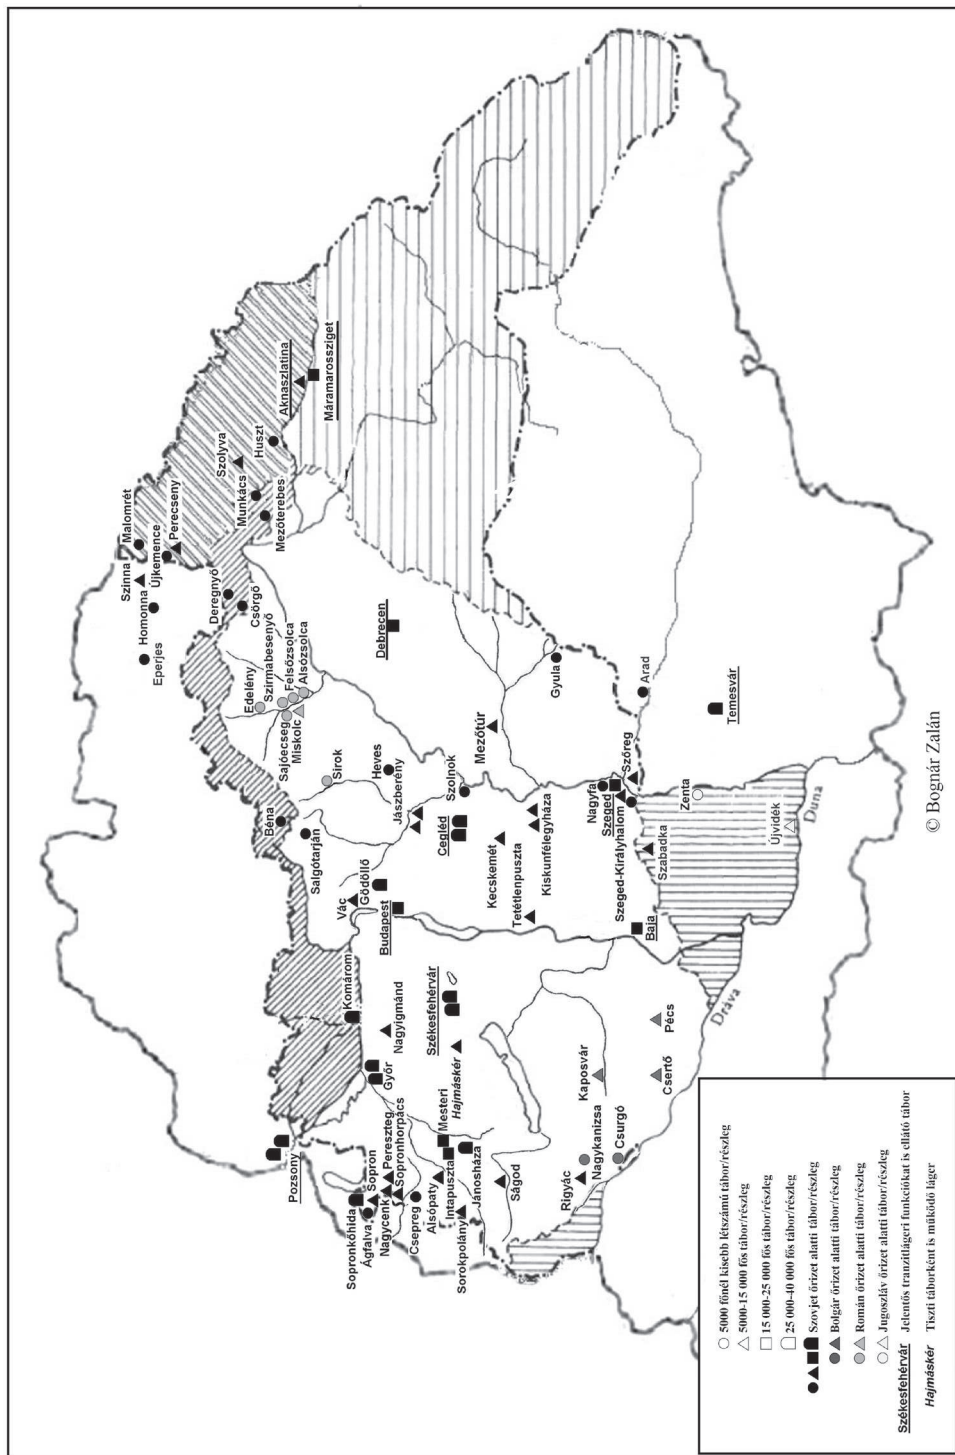 Malomrét
Szinna
Újkemence
Perecseny
Homonna
Eperjes
Szolyva
Munkács
Huszt
Mezőterebes
Aknaszlatina
Máramarossziget
Deregnyő
Csörgő
Edelény
Szirmabesenyő
Felsőzsolca
Alsózsolca
Sajóecseg
Miskolc
Sirok
Debrecen
Béna
Salgótarján
Heves
Jászberény
Szolnok
Mezőtúr
Gyula
Arad
Temesvár
Vác
Gödöllő
Budapest
Cegléd
Kecskemét
Tetétlenpuszta
Kiskunfélegyháza
Nagyfa
Szeged
Szőreg
Szeged-Királyhalom
Baja
Szabadka
Zenta
Újvidék
Duna
Dráva
Komárom
Nagyigmánd
Székesfehérvár
Hajmáskér
Győr
Pozsony
Sopronkőhida
Ágfalva
Sopron
Nagycenk
Pereszteg
Sopronhorpács
Csepreg
Alsópaty
Intapuszta
Mesteri
Jánosháza
Sorokpolány
Ságod
Rigyác
Nagykanizsa
Csurgó
Kaposvár
Csertő
Pécs
© Bognár Zalán
5000 főnél kisebb létszámú tábor/részleg
5000-15 000 fős tábor/részleg
15 000-25 000 fős tábor/részleg
25 000-40 000 fős tábor/részleg
Szovjet őrizet alatti tábor/részleg
Bolgár őrizet alatti tábor/részleg
Román őrizet alatti tábor/részleg
Jugoszláv őrizet alatti tábor/részleg
Székesfehérvár Jelentős tranzitlágeri funkciókat is ellátó tábor
Hajmáskér Tiszti táborként is működő láger